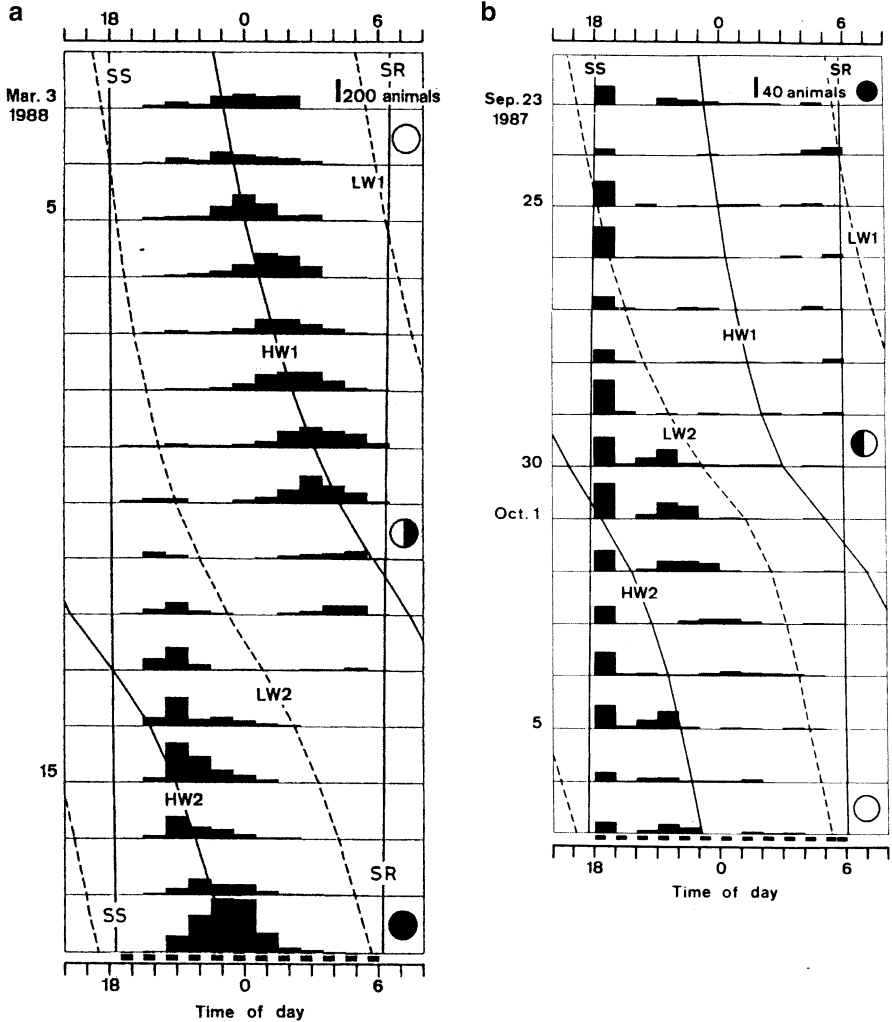 a
18 0 6
SS
SR
Mar. 3
1988
200 animals
LW1
5
HW1
LW2
15
HW2
SR
SS
18 0 6
Time of day
b
18 0 6
SS
SR
Sep. 23
1987
40 animals
25
LW1
HW1
LW2
30
Oct. 1
HW2
5
18 0 6
Time of day